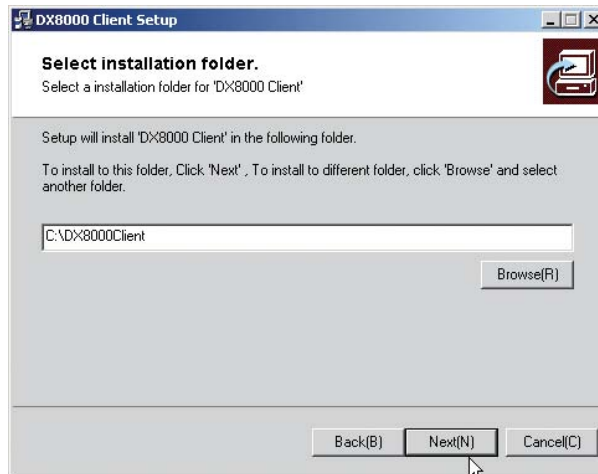 DX8000 Client Setup
Select installation folder.
Select a installation folder for 'DX8000 Client'
Setup will install 'DX8000 Client' in the following folder.
To install to this folder, Click 'Next' , To install to different folder, click 'Browse' and select
another folder.
C:\DX8000Client
Browse(R)
Back(B) Next(N) Cancel(C)